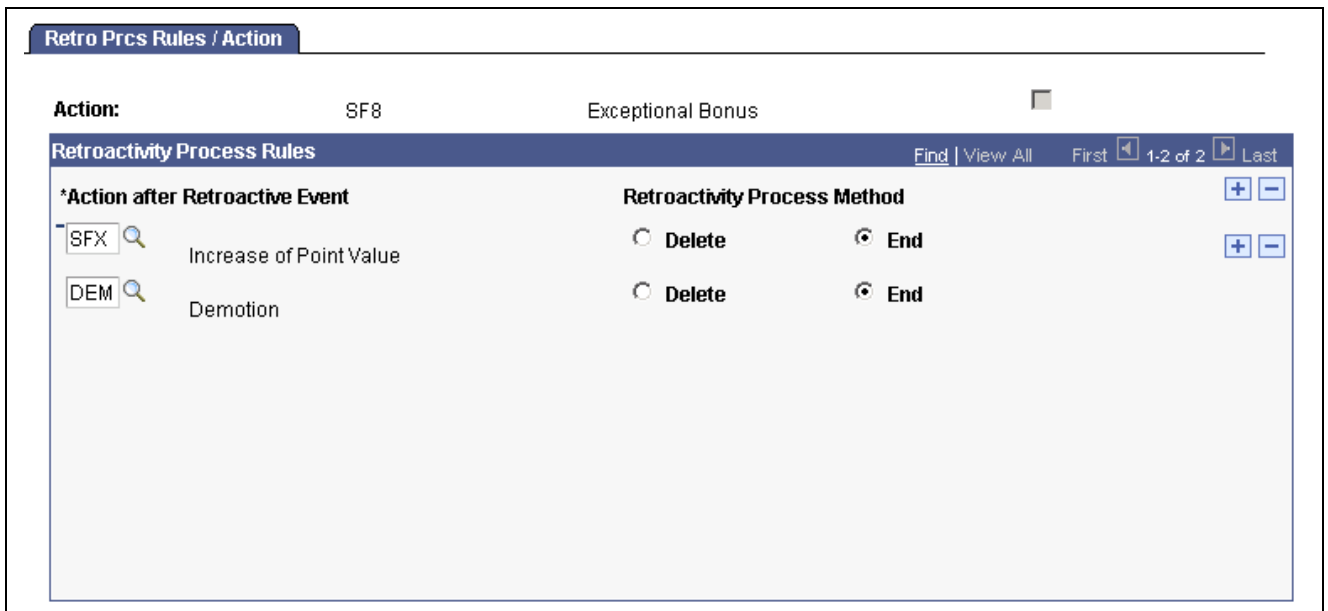 Retro Prcs Rules / Action
Action: SF8 Exceptional Bonus
Retroactivity Process Rules Find | View All First 1-2 of 2 Last
*Action after Retroactive Event Retroactivity Process Method
SFX Increase of Point Value Delete End
DEM Demotion Delete End